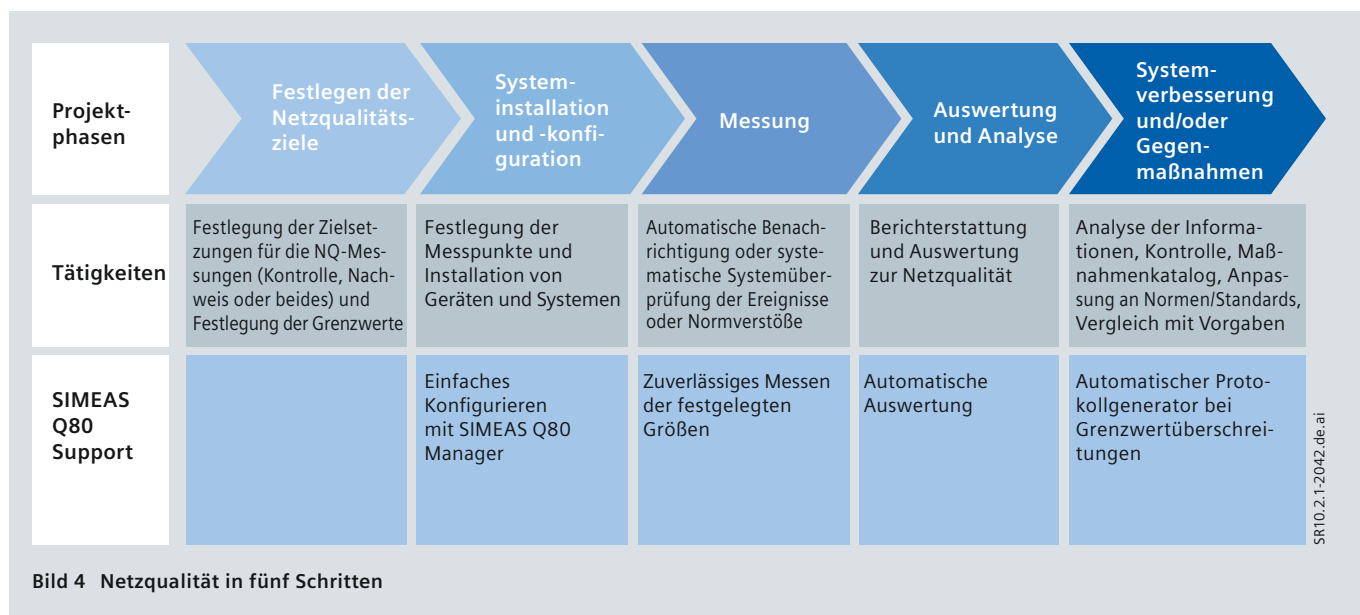 Projekt-
phasen
Festlegen der
Netzqualitäts-
ziele
System-
installation
und -konfi-
guration
Messung
Auswertung
und Analyse
System-
verbesserung
und/oder
Gegen-
maßnahmen
Tätigkeiten
Festlegung der Zielset-
zungen für die NQ-Mes-
sungen (Kontrolle, Nach-
weis oder beides) und
Festlegung der Grenzwerte
Festlegung der
Messpunkte und
Installation von
Geräten und Systemen
Automatische Benach-
richtigung oder syste-
matische Systemüber-
prüfung der Ereignisse
oder Normverstöße
Berichterstattung
und Auswertung
zur Netzqualität
Analyse der Informa-
tionen, Kontrolle, Maß-
nahmenkatalog, Anpas-
sung an Normen/Standards,
Vergleich mit Vorgaben
SIMEAS
Q80
Support
Einfaches
Konfigurieren
mit SIMEAS Q80
Manager
Zuverlässiges Messen
der festgelegten
Größen
Automatische
Auswertung
Automatischer Proto-
kollgenerator bei
Grenzwertüberschrei-
tungen
SR10.2.1-2042.de.ai
Bild 4 Netzqualität in fünf Schritten